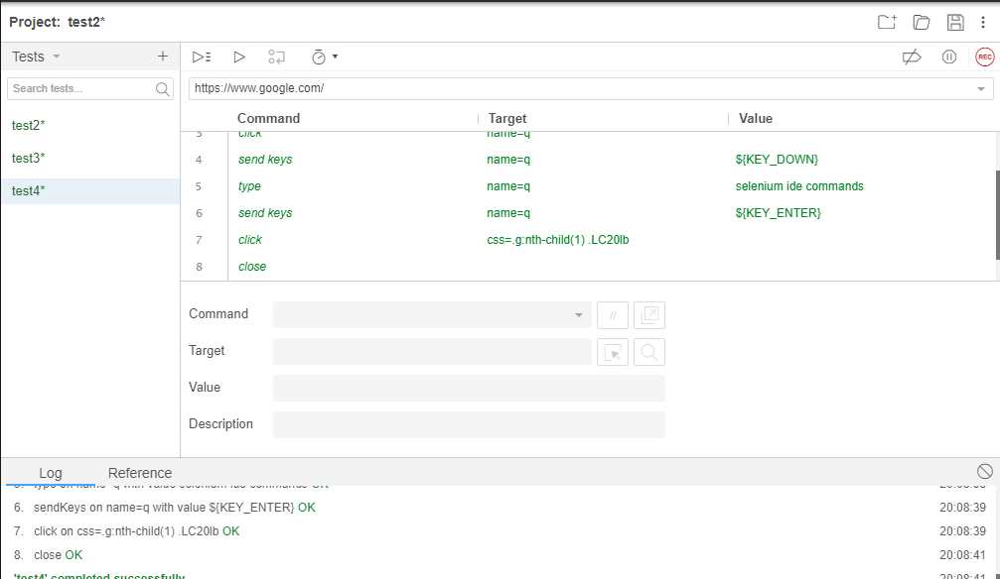 Project: test2*
Tests
Search tests...
test2*
test3*
test4*
REC
https://www.google.com/
Command Target Value
3 click name=q
4 send keys name=q ${KEY_DOWN}
5 type name=q selenium ide commands
6 send keys name=q ${KEY_ENTER}
7 click css=.g:nth-child(1) .LC20lb
8 close
Command
//
Target
Value
Description
Log Reference
5. type on name=q with value selenium ide commands OK 20:08:38
6. sendKeys on name=q with value ${KEY_ENTER} OK 20:08:39
7. click on css=.g:nth-child(1) .LC20lb OK 20:08:39
8. close OK 20:08:41
'test4' completed successfully 20:08:41